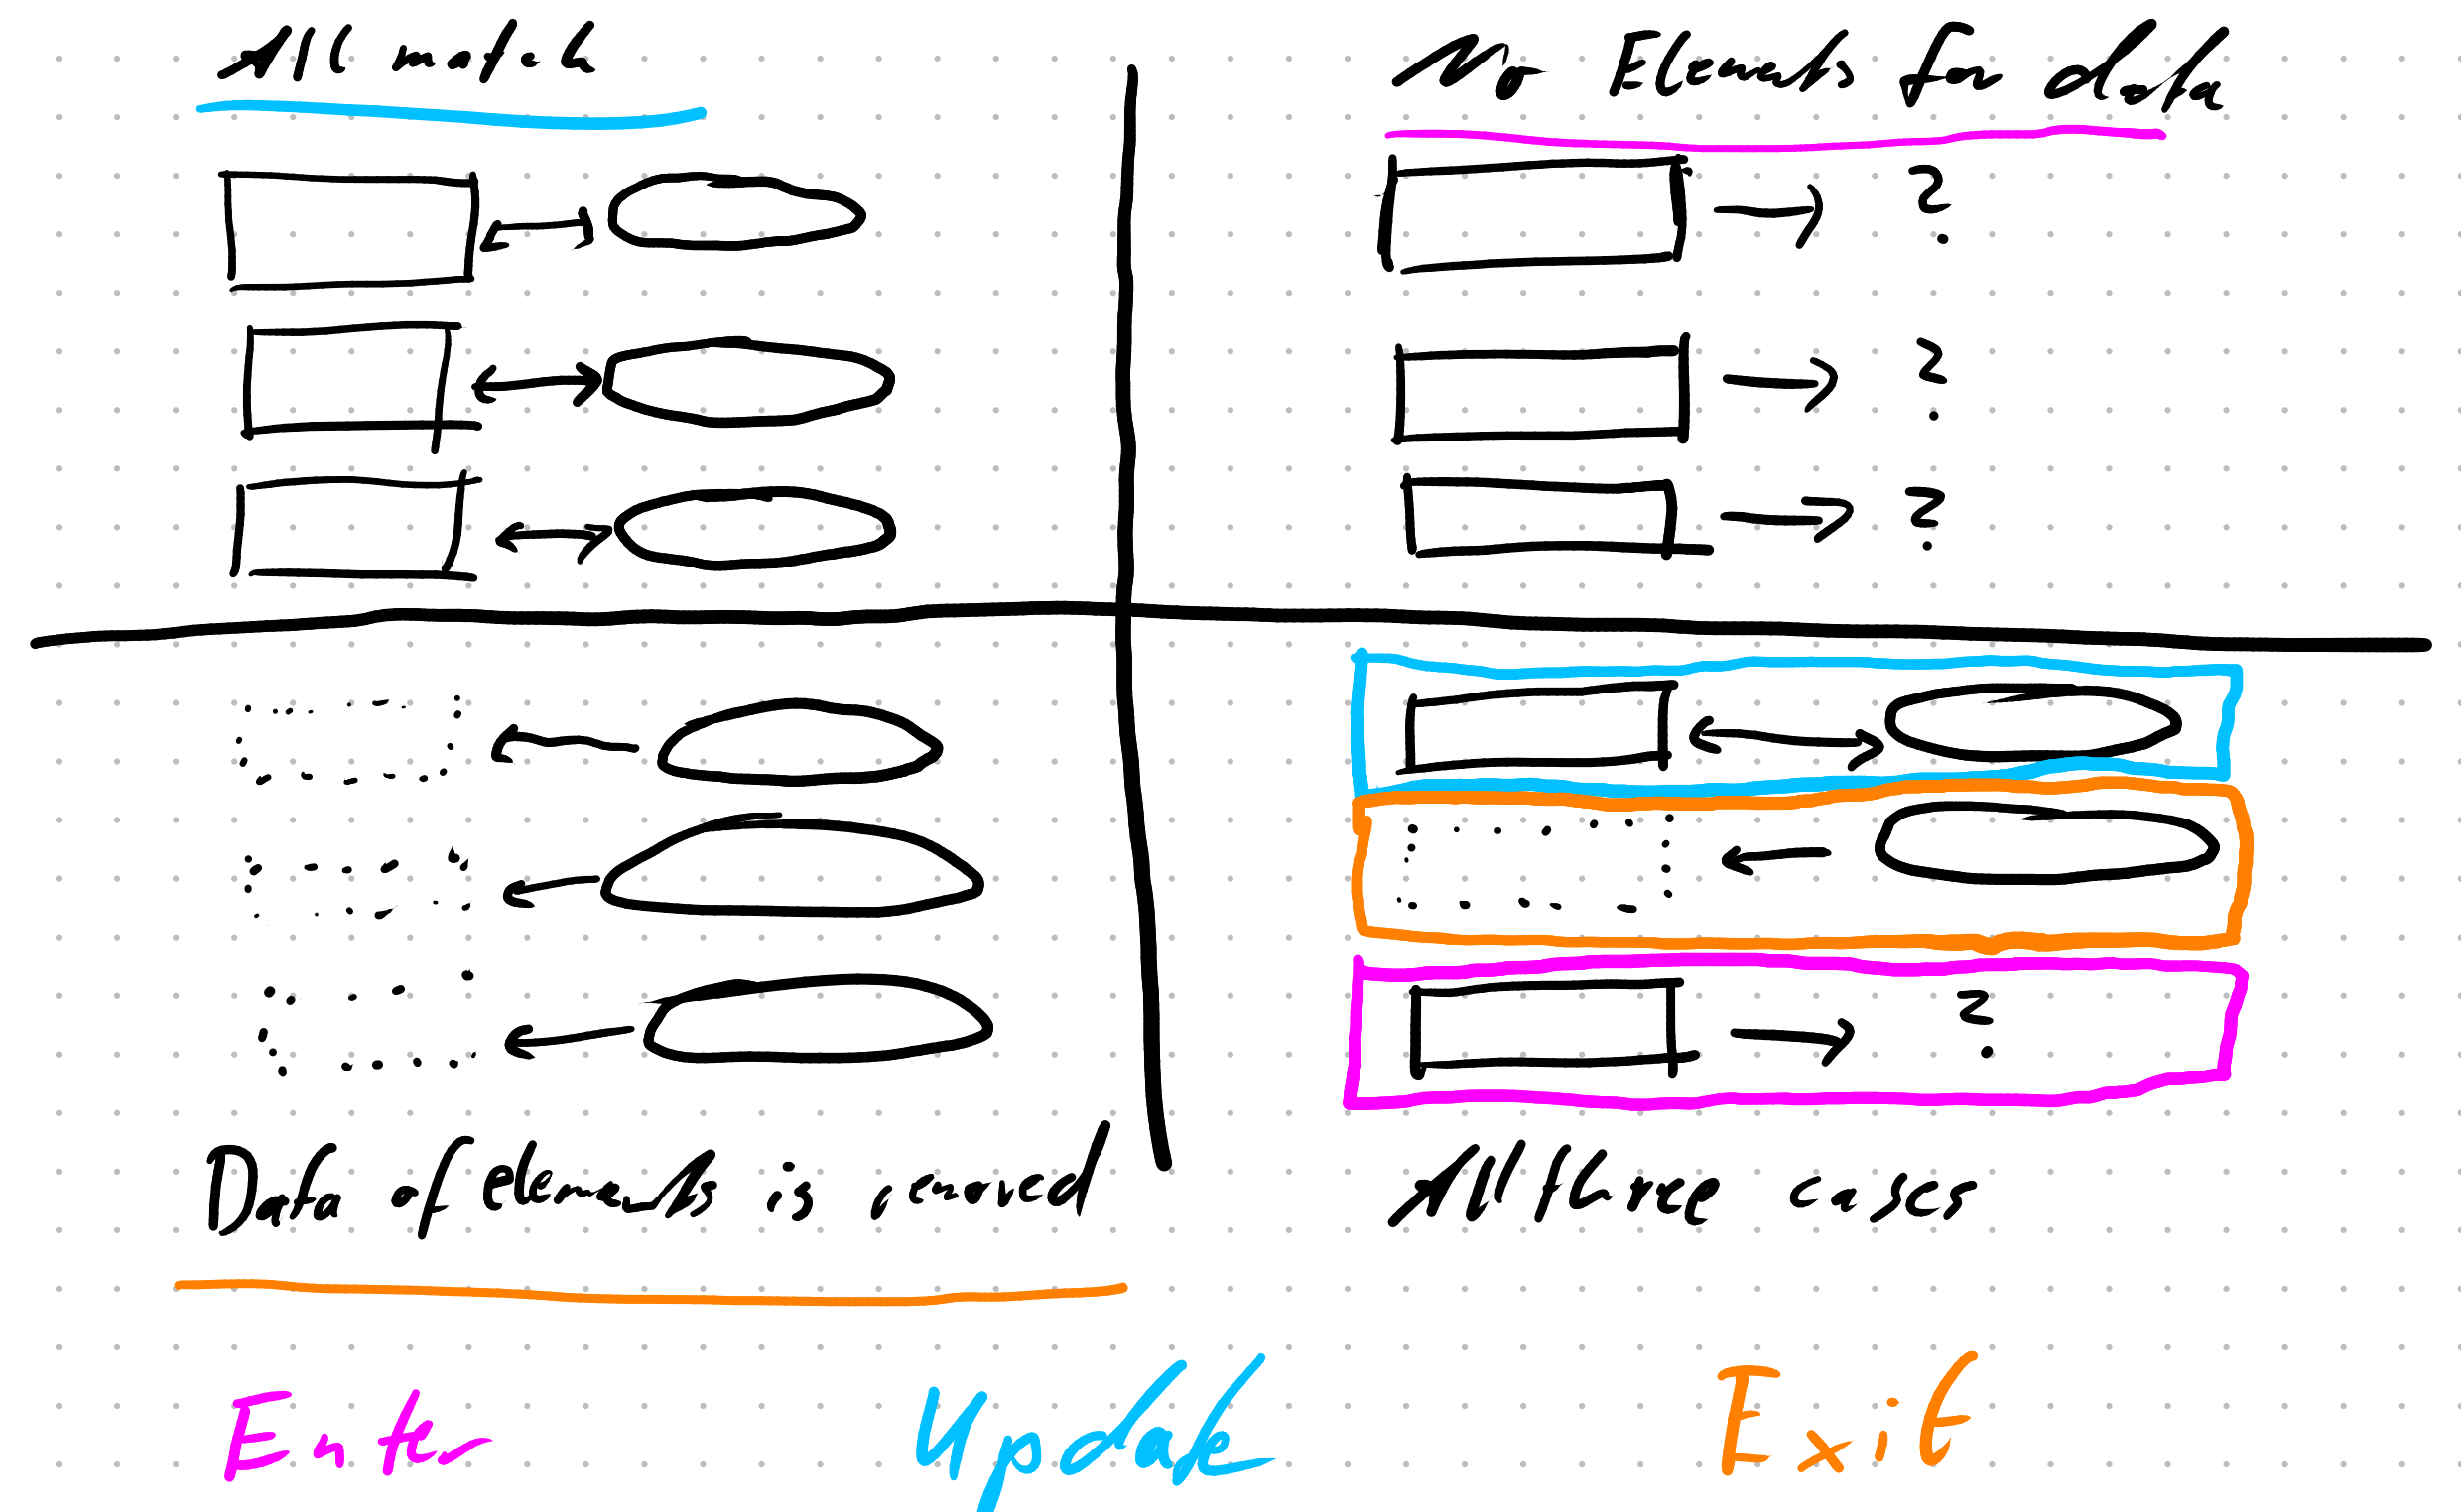 All match
No Elements for data
?
?
?
?
Data of elements is removed
All three cases
Enter
Update
Exit